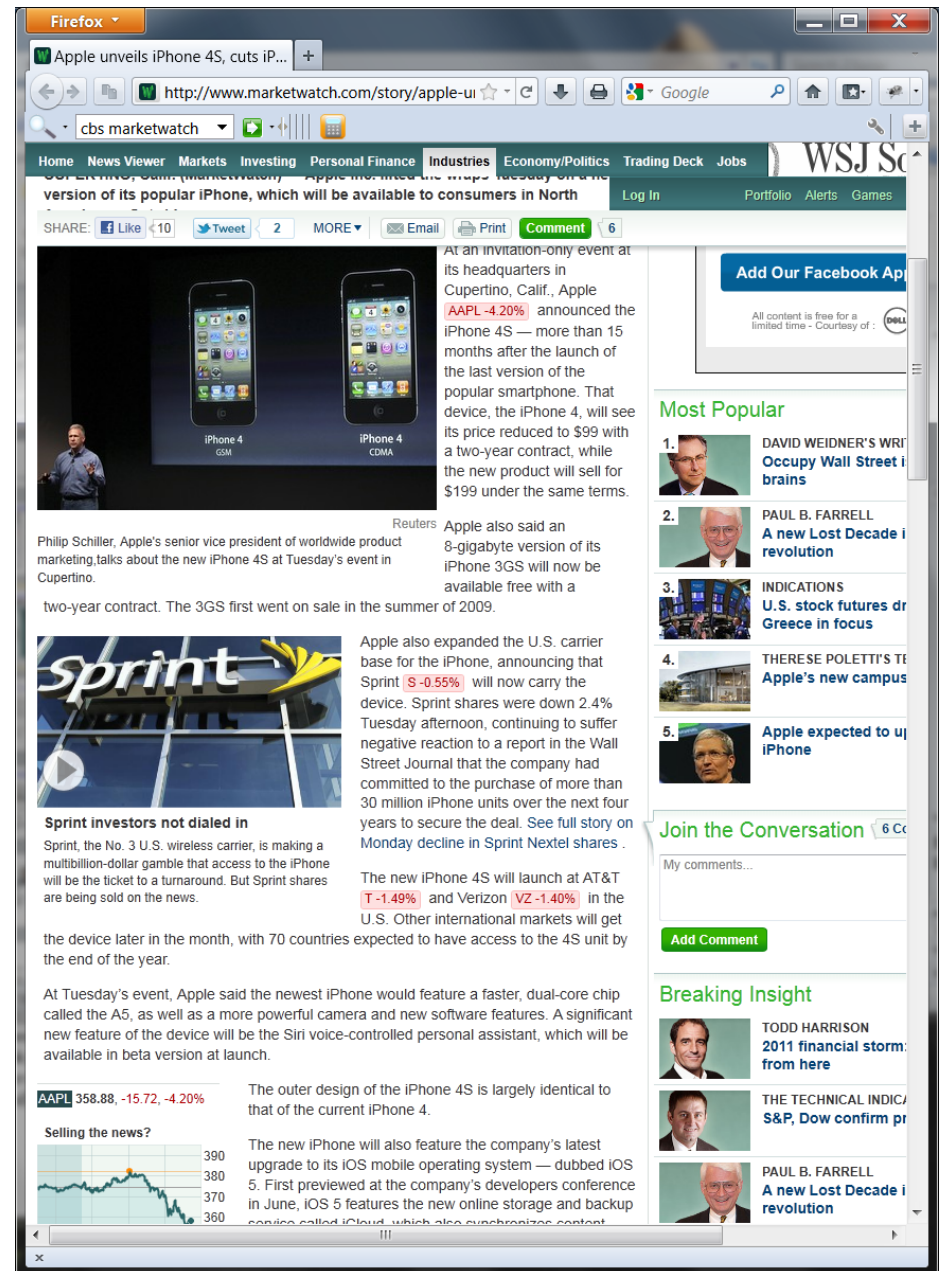 Firefox
Apple unveils iPhone 4S, cuts iP...
http://www.marketwatch.com/story/apple-ur
Google
cbs marketwatch
Home News Viewer Markets Investing Personal Finance Industries Economy/Politics Trading Deck Jobs
WSJ
version of its popular iPhone, which will be available to consumers in North
Log In Portfolio Alerts Games
SHARE: Like 10 Tweet 2 MORE Email Print Comment 6
At an invitation-only event at
its headquarters in
Cupertino, Calif., Apple
AAPL -4.20% announced the
iPhone 4S — more than 15
months after the launch of
the last version of the
popular smartphone. That
device, the iPhone 4, will see
its price reduced to $99 with
a two-year contract, while
the new product will sell for
$199 under the same terms.
iPhone 4
GSM
iPhone 4
CDMA
Reuters
Philip Schiller, Apple's senior vice president of worldwide product
marketing,talks about the new iPhone 4S at Tuesday's event in
Cupertino.
Apple also said an
8-gigabyte version of its
iPhone 3GS will now be
available free with a
two-year contract. The 3GS first went on sale in the summer of 2009.
Sprint
Sprint investors not dialed in
Sprint, the No. 3 U.S. wireless carrier, is making a
multibillion-dollar gamble that access to the iPhone
will be the ticket to a turnaround. But Sprint shares
are being sold on the news.
Apple also expanded the U.S. carrier
base for the iPhone, announcing that
Sprint S -0.55% will now carry the
device. Sprint shares were down 2.4%
Tuesday afternoon, continuing to suffer
negative reaction to a report in the Wall
Street Journal that the company had
committed to the purchase of more than
30 million iPhone units over the next four
years to secure the deal. See full story on
Monday decline in Sprint Nextel shares .
The new iPhone 4S will launch at AT&T
T -1.49% and Verizon VZ -1.40% in the
U.S. Other international markets will get
the device later in the month, with 70 countries expected to have access to the 4S unit by
the end of the year.
At Tuesday's event, Apple said the newest iPhone would feature a faster, dual-core chip
called the A5, as well as a more powerful camera and new software features. A significant
new feature of the device will be the Siri voice-controlled personal assistant, which will be
available in beta version at launch.
AAPL 358.88, -15.72, -4.20%
Selling the news?
390
380
370
360
The outer design of the iPhone 4S is largely identical to
that of the current iPhone 4.
The new iPhone will also feature the company's latest
upgrade to its iOS mobile operating system — dubbed iOS
5. First previewed at the company's developers conference
in June, iOS 5 features the new online storage and backup
service called iCloud, which also synchronizes content
Add Our Facebook Ap
All content is free for a
limited time - Courtesy of :
DELL
Most Popular
1. DAVID WEIDNER'S WRI
Occupy Wall Street i
brains
2. PAUL B. FARRELL
A new Lost Decade i
revolution
3. INDICATIONS
U.S. stock futures dr
Greece in focus
4. THERESE POLETTI'S TE
Apple's new campus
5. Apple expected to up
iPhone
Join the Conversation 6 Co
My comments...
Add Comment
Breaking Insight
TODD HARRISON
2011 financial storm:
from here
THE TECHNICAL INDICA
S&P, Dow confirm pr
PAUL B. FARRELL
A new Lost Decade i
revolution